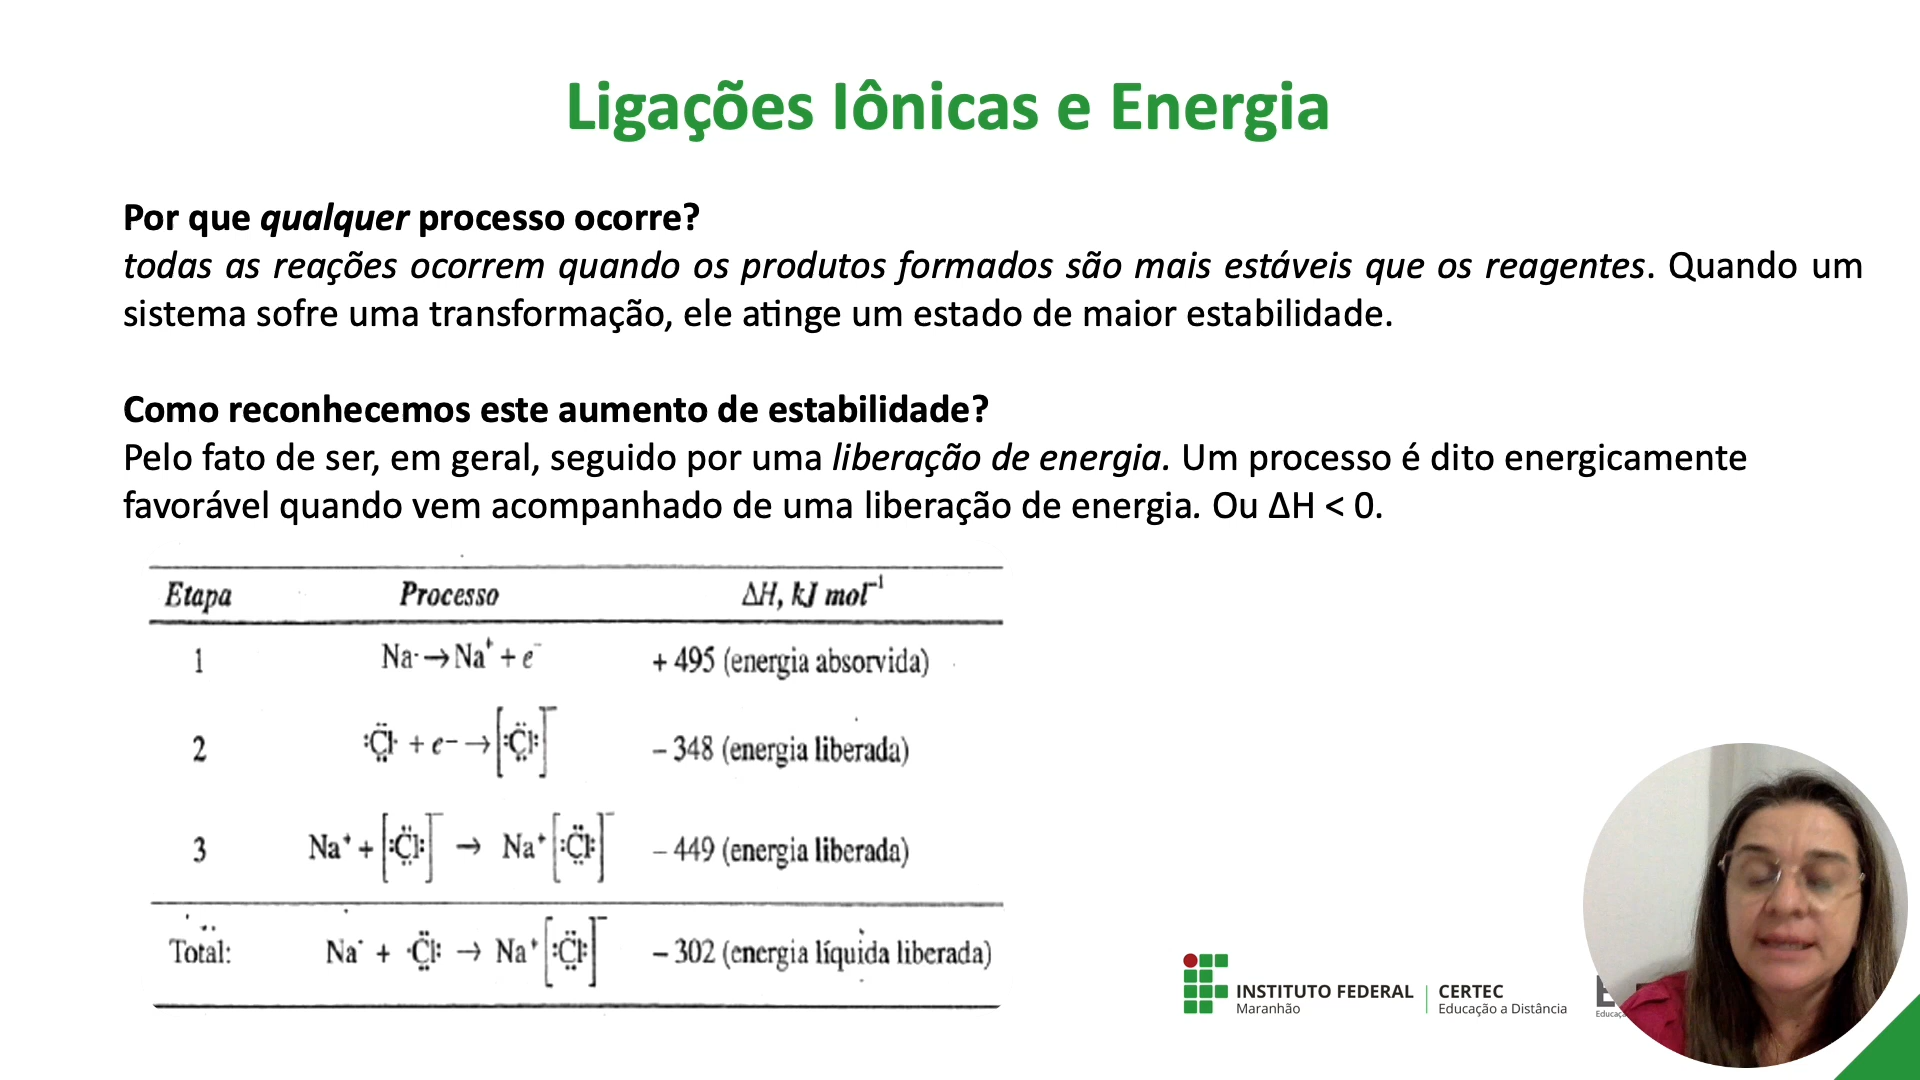 Ligações Iônicas e Energia
Por que qualquer processo ocorre?
todas as reações ocorrem quando os produtos formados são mais estáveis que os reagentes. Quando um
sistema sofre uma transformação, ele atinge um estado de maior estabilidade.
Como reconhecemos este aumento de estabilidade?
Pelo fato de ser, em geral, seguido por uma liberação de energia. Um processo é dito energicamente
favorável quando vem acompanhado de uma liberação de energia. Ou ΔH < 0.
Etapa Processo ΔH, kJ mol⁻¹
1 Na· → Na⁺ + e⁻ + 495 (energia absorvida)
2 :C̈l· + e⁻ → [:C̈l:]⁻ – 348 (energia liberada)
3 Na⁺ + [:C̈l:]⁻ → Na⁺ [:C̈l:]⁻ – 449 (energia liberada)
Total: Na· + ·C̈l: → Na⁺ [:C̈l:]⁻ – 302 (energia líquida liberada)
INSTITUTO FEDERAL
Maranhão
CERTEC
Educação a Distância